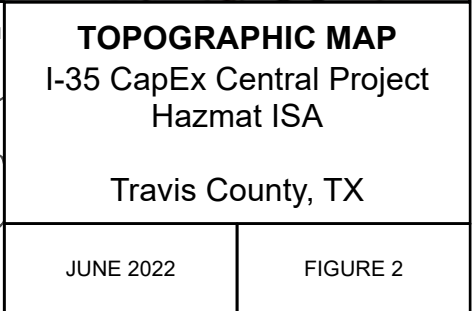 TOPOGRAPHIC MAP
I-35 CapEx Central Project
Hazmat ISA
Travis County, TX
JUNE 2022
FIGURE 2